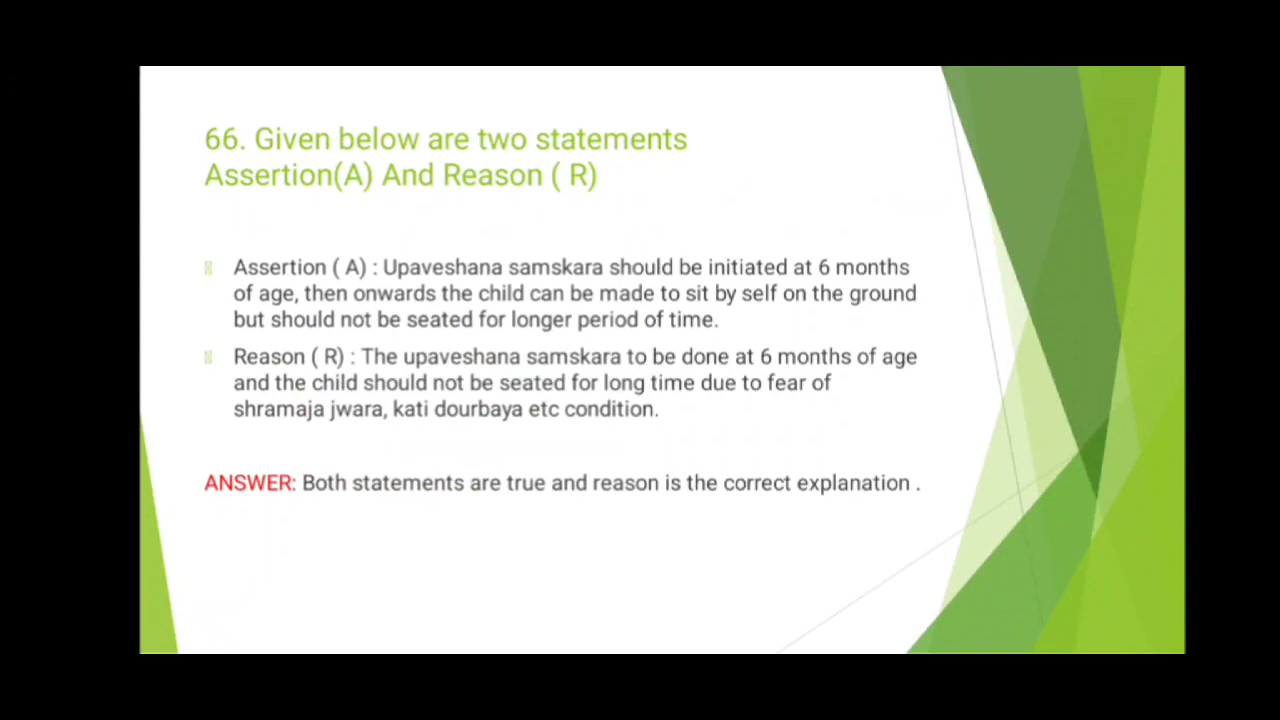 66. Given below are two statements
Assertion(A) And Reason ( R)
Assertion ( A) : Upaveshana samskara should be initiated at 6 months
of age, then onwards the child can be made to sit by self on the ground
but should not be seated for longer period of time.
Reason ( R) : The upaveshana samskara to be done at 6 months of age
and the child should not be seated for long time due to fear of
shramaja jwara, kati dourbaya etc condition.
ANSWER: Both statements are true and reason is the correct explanation .